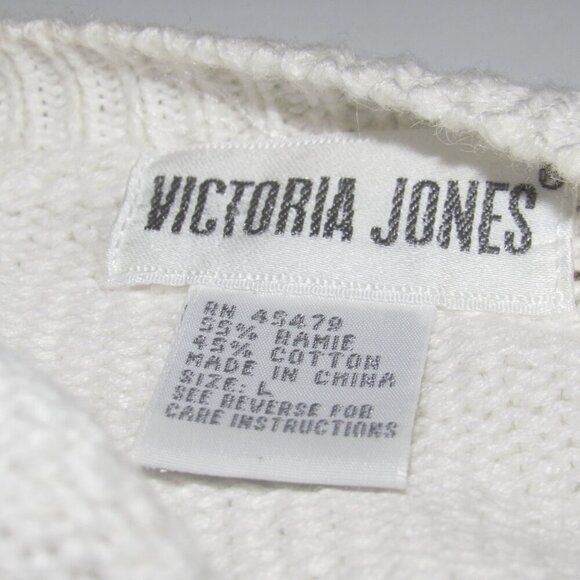 VICTORIA JONES
RN 45479
55% RAMIE
45% COTTON
MADE IN CHINA
SIZE: L
SEE REVERSE FOR
CARE INSTRUCTIONS